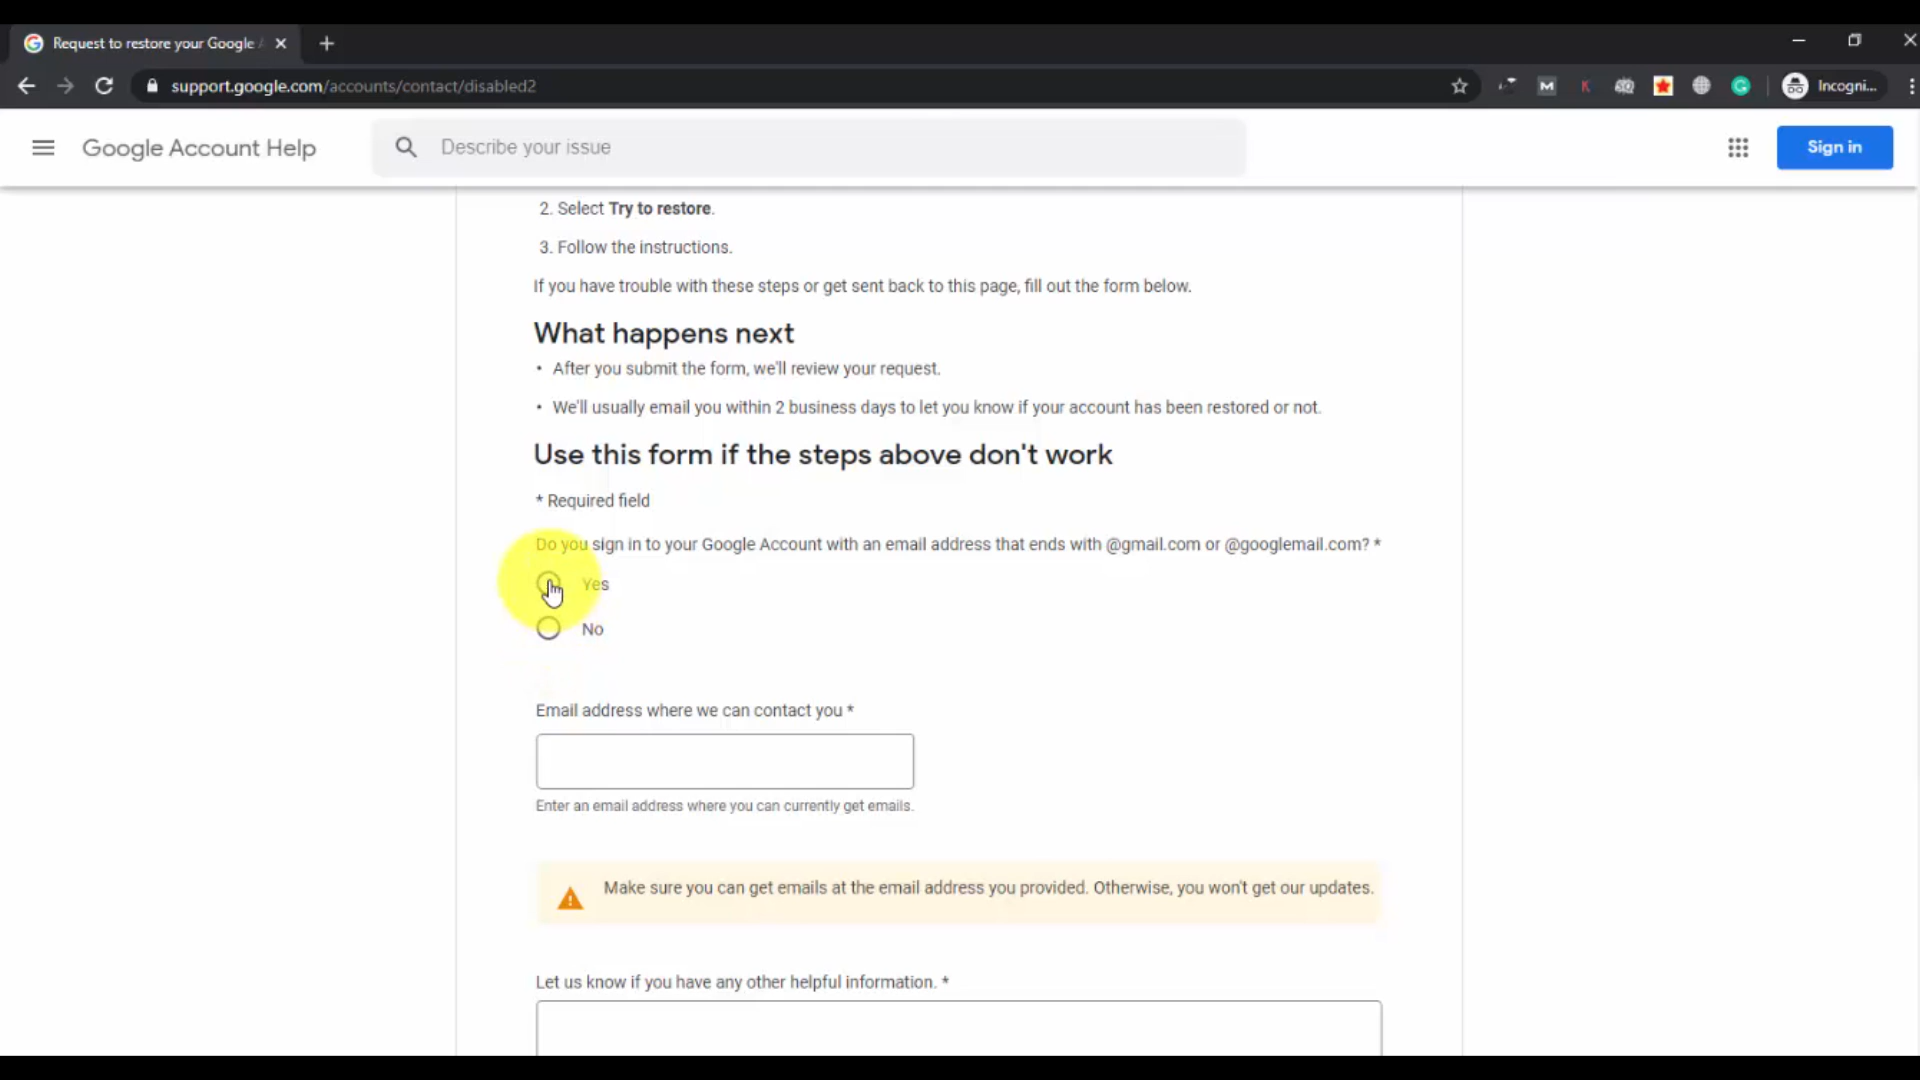 Request to restore your Google
support.google.com/accounts/contact/disabled2
Incogni...
Google Account Help
Describe your issue
Sign in
2. Select Try to restore.
3. Follow the instructions.
If you have trouble with these steps or get sent back to this page, fill out the form below.
What happens next
• After you submit the form, we'll review your request.
• We'll usually email you within 2 business days to let you know if your account has been restored or not.
Use this form if the steps above don't work
* Required field
Do you sign in to your Google Account with an email address that ends with @gmail.com or @googlemail.com? *
Yes
No
Email address where we can contact you *
Enter an email address where you can currently get emails.
Make sure you can get emails at the email address you provided. Otherwise, you won't get our updates.
Let us know if you have any other helpful information. *